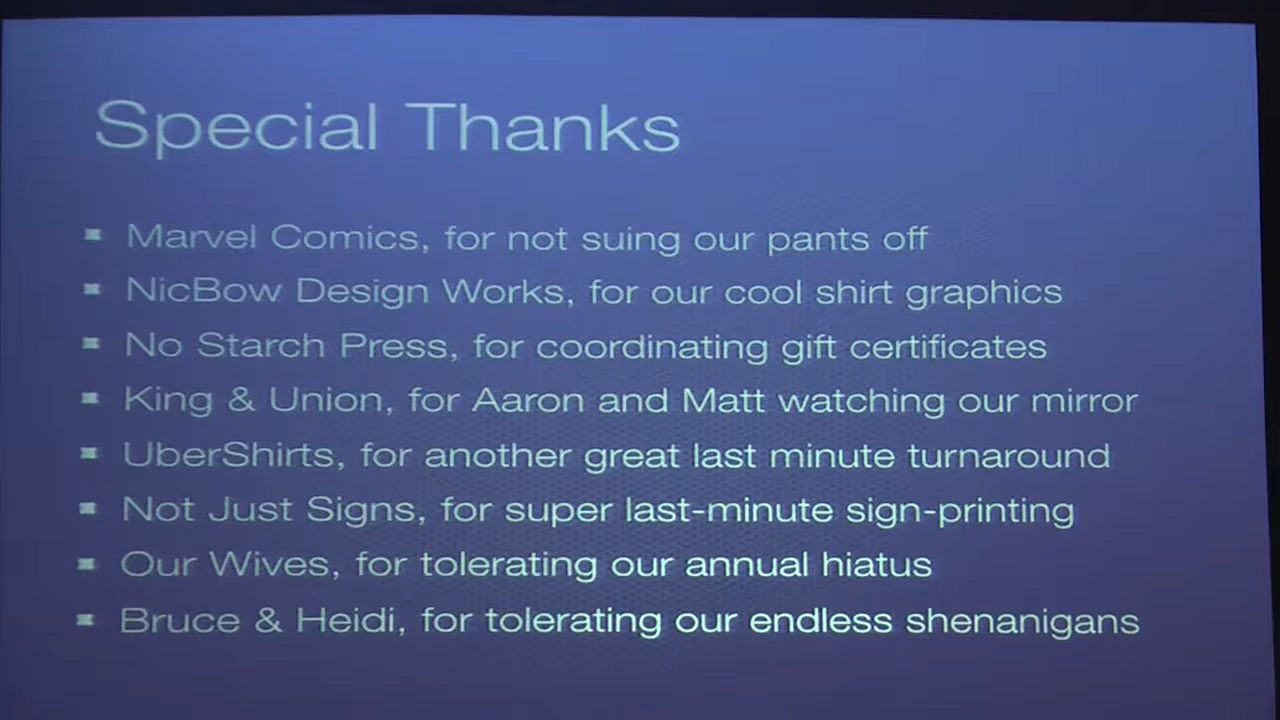 Special Thanks
Marvel Comics, for not suing our pants off
NicBow Design Works, for our cool shirt graphics
No Starch Press, for coordinating gift certificates
King & Union, for Aaron and Matt watching our mirror
UberShirts, for another great last minute turnaround
Not Just Signs, for super last-minute sign-printing
Our Wives, for tolerating our annual hiatus
Bruce & Heidi, for tolerating our endless shenanigans